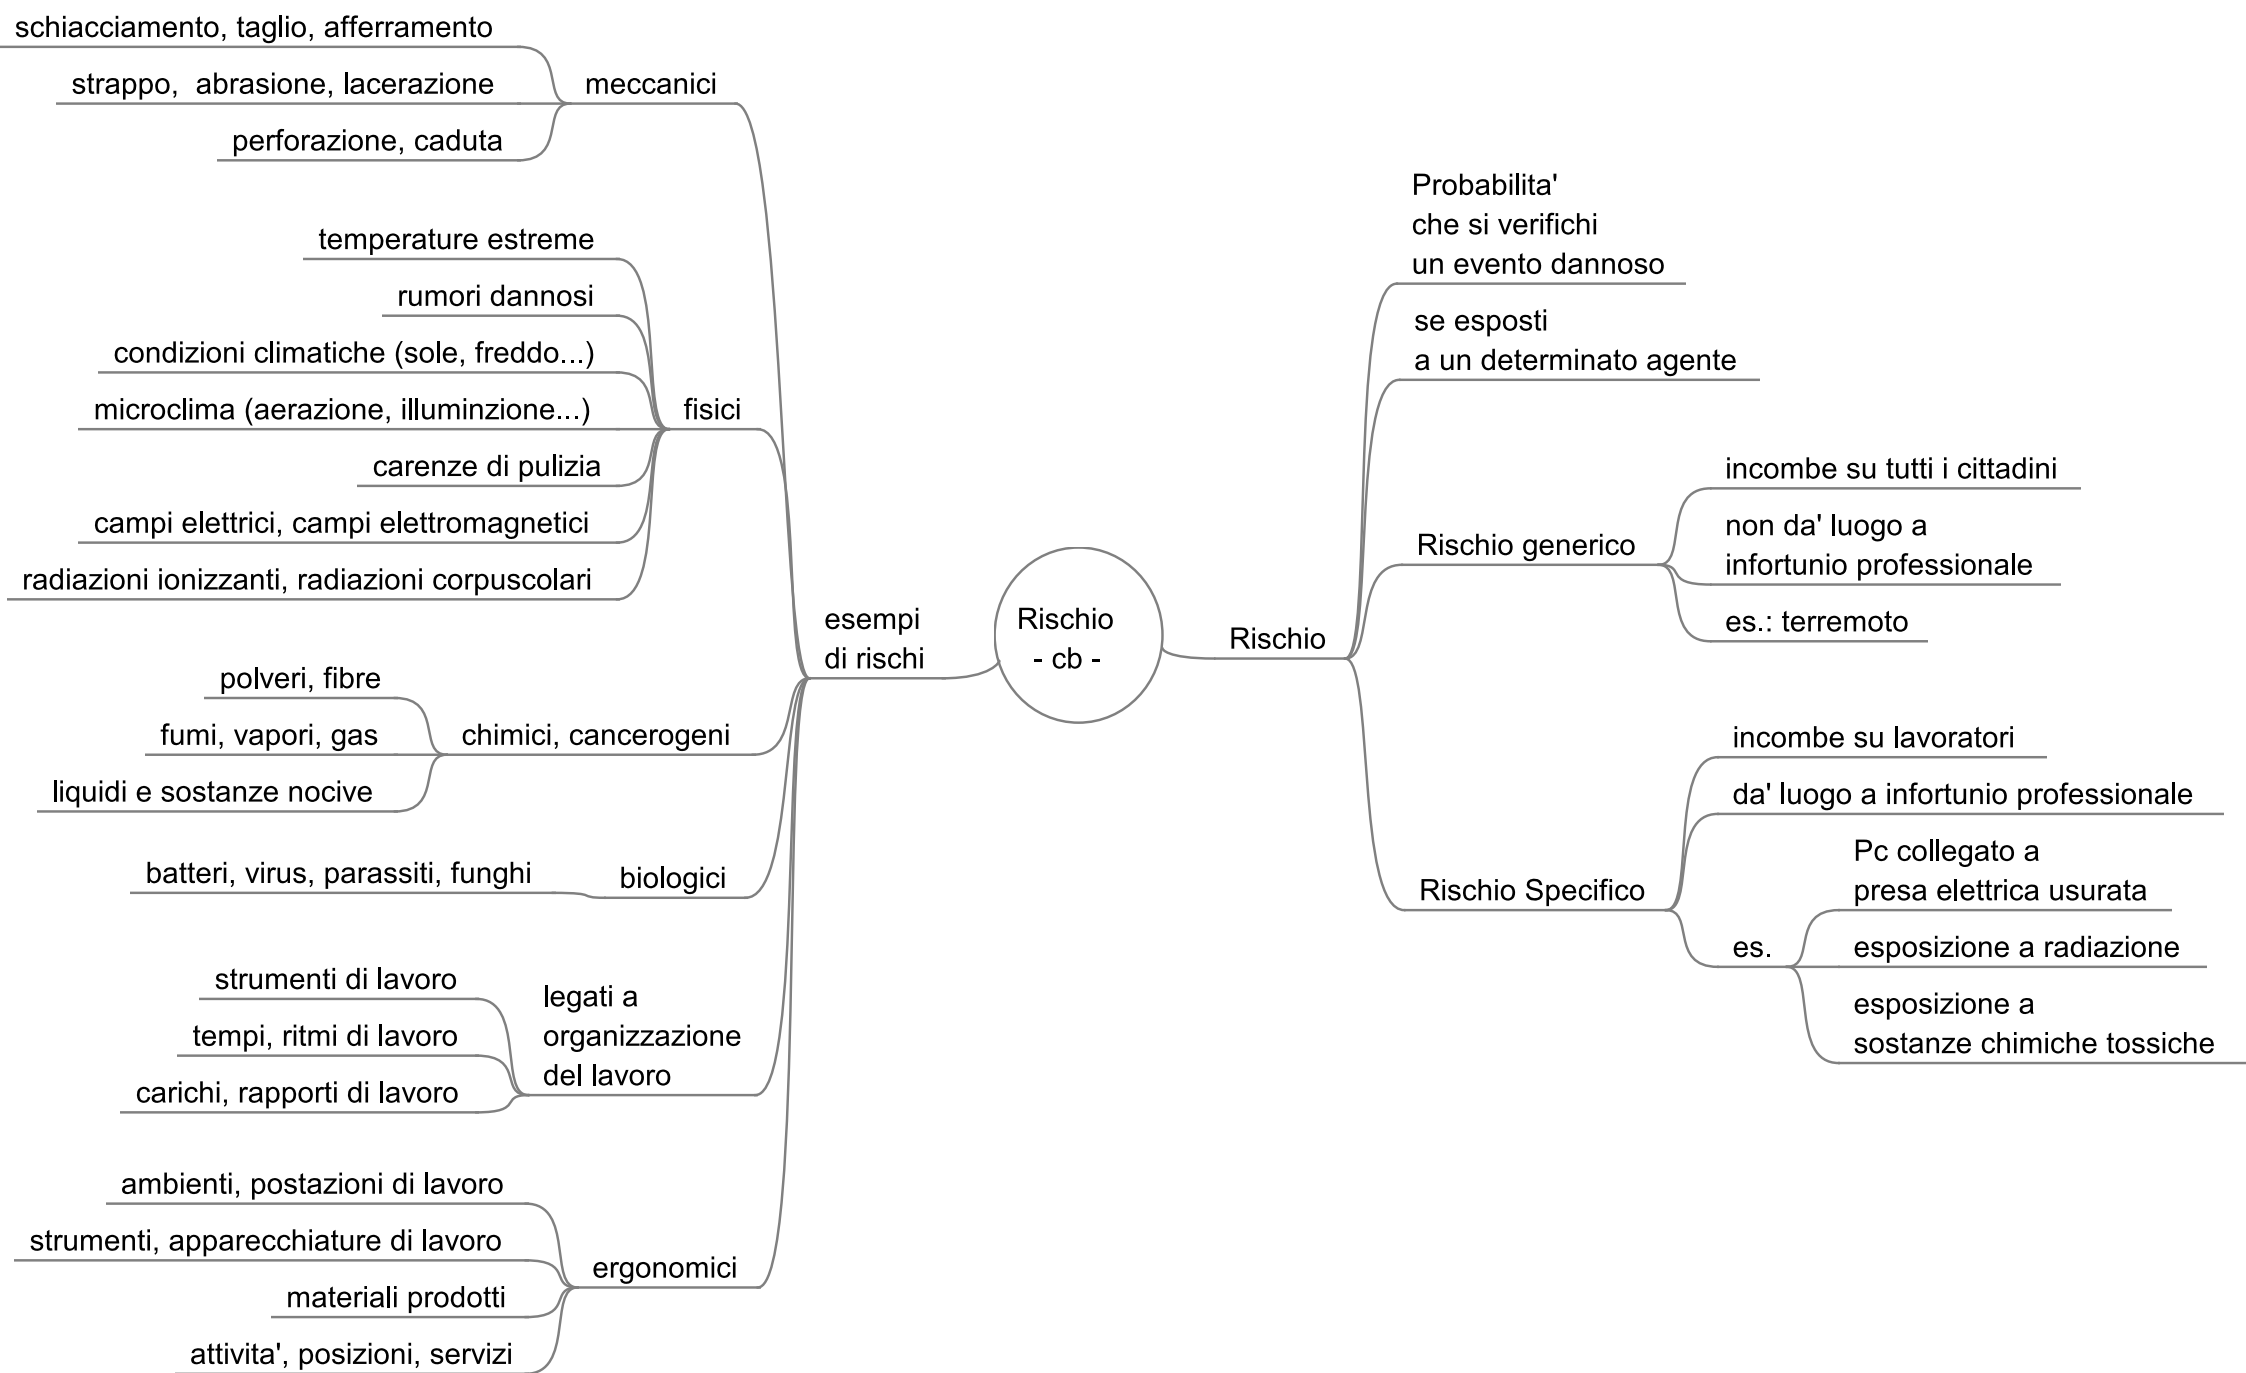 Rischio
- cb -
Rischio
Probabilita'
che si verifichi
un evento dannoso
se esposti
a un determinato agente
Rischio generico
incombe su tutti i cittadini
non da' luogo a
infortunio professionale
es.: terremoto
Rischio Specifico
incombe su lavoratori
da' luogo a infortunio professionale
es.
Pc collegato a
presa elettrica usurata
esposizione a radiazione
esposizione a
sostanze chimiche tossiche
esempi
di rischi
meccanici
schiacciamento, taglio, afferramento
strappo,  abrasione, lacerazione
perforazione, caduta
fisici
temperature estreme
rumori dannosi
condizioni climatiche (sole, freddo...)
microclima (aerazione, illuminzione...)
carenze di pulizia
campi elettrici, campi elettromagnetici
radiazioni ionizzanti, radiazioni corpuscolari
chimici, cancerogeni
polveri, fibre
fumi, vapori, gas
liquidi e sostanze nocive
biologici
batteri, virus, parassiti, funghi
legati a
organizzazione
del lavoro
strumenti di lavoro
tempi, ritmi di lavoro
carichi, rapporti di lavoro
ergonomici
ambienti, postazioni di lavoro
strumenti, apparecchiature di lavoro
materiali prodotti
attivita', posizioni, servizi